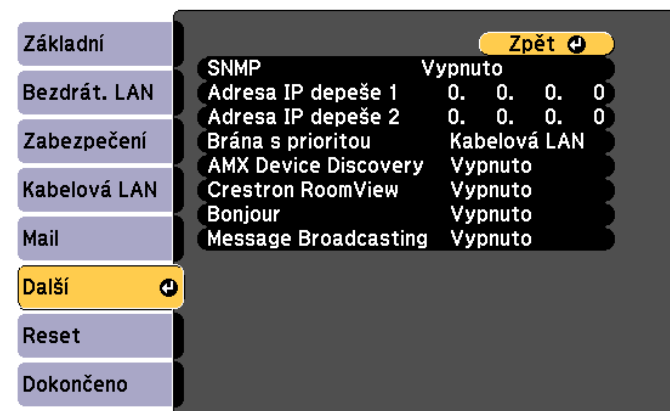 Základní
Bezdrát. LAN
Zabezpečení
Kabelová LAN
Mail
Další
Reset
Dokončeno
Zpět
SNMP Vypnuto
Adresa IP depeše 1 0. 0. 0. 0
Adresa IP depeše 2 0. 0. 0. 0
Brána s prioritou Kabelová LAN
AMX Device Discovery Vypnuto
Crestron RoomView Vypnuto
Bonjour Vypnuto
Message Broadcasting Vypnuto